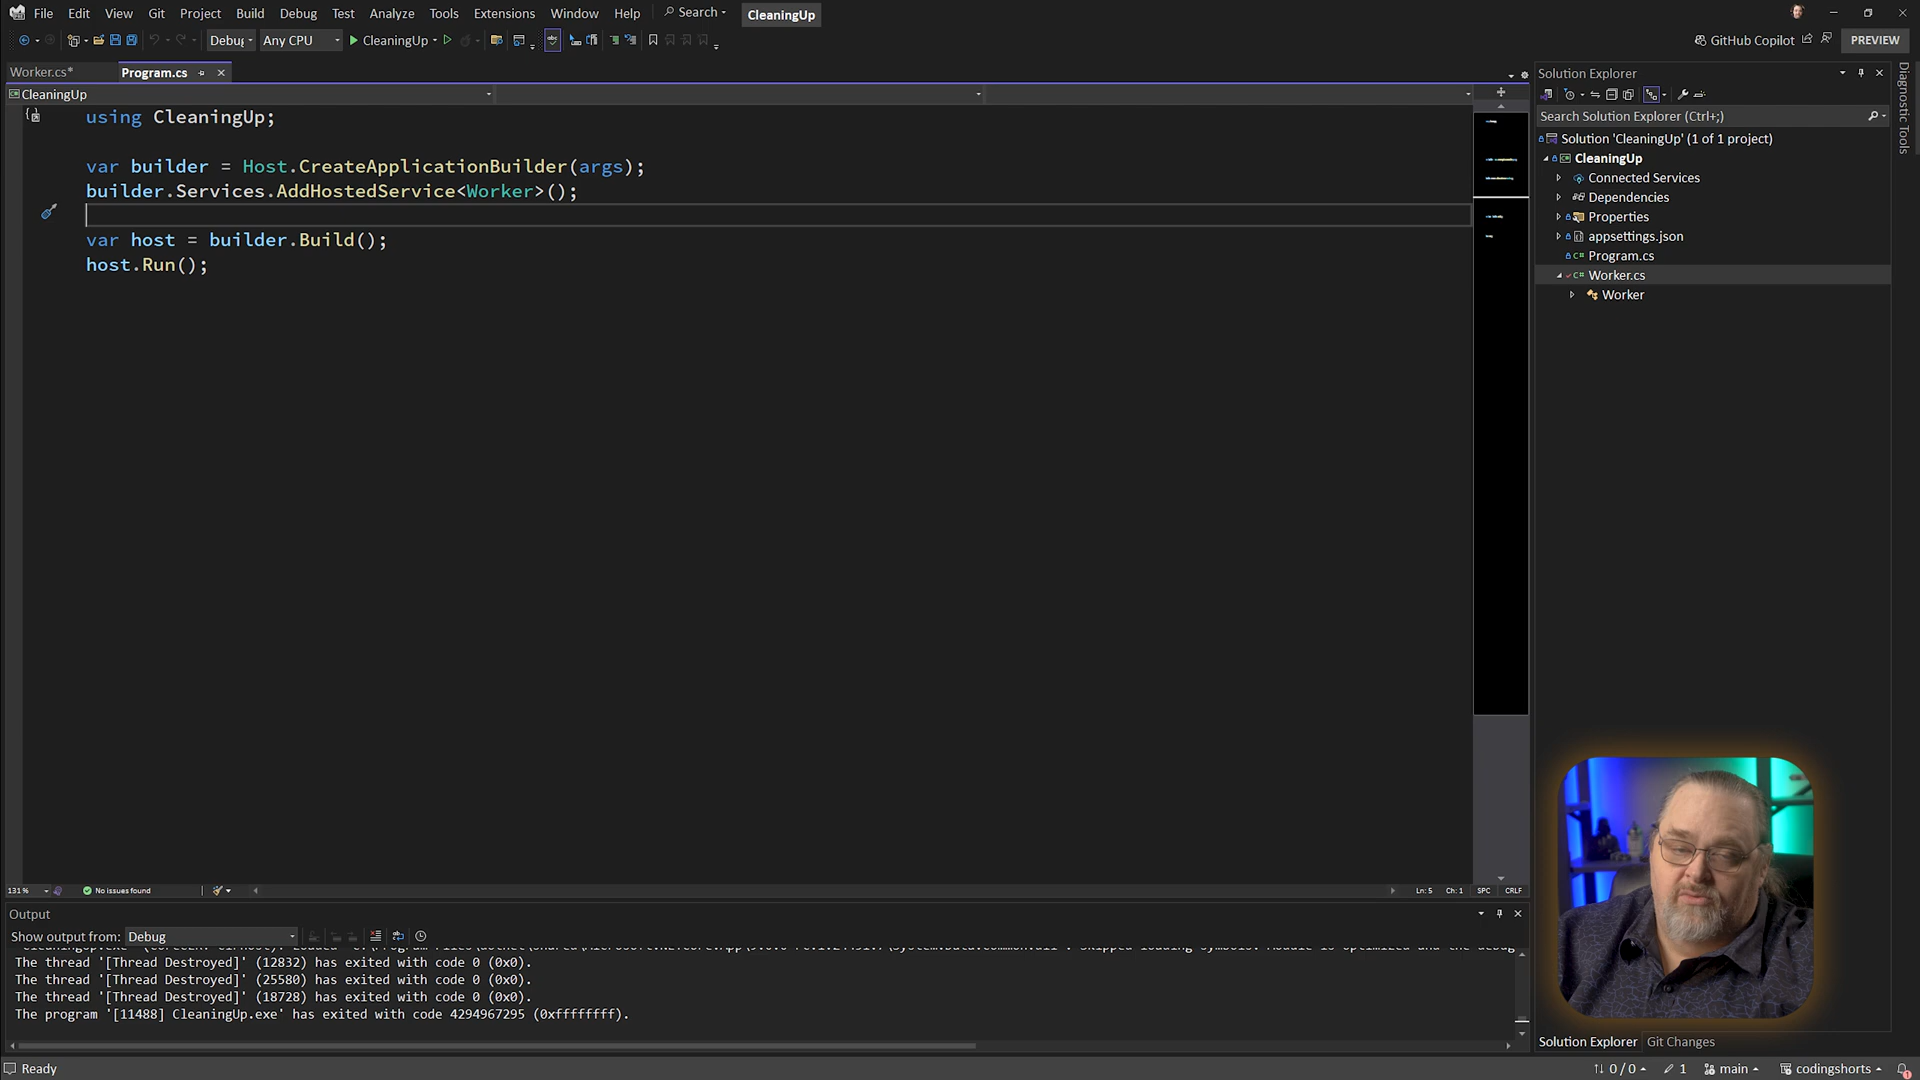 File Edit View Git Project Build Debug Test Analyze Tools Extensions Window Help Search CleaningUp
Debug Any CPU CleaningUp GitHub Copilot PREVIEW
Worker.cs* Program.cs
CleaningUp
using CleaningUp;
var builder = Host.CreateApplicationBuilder(args);
builder.Services.AddHostedService<Worker>();
var host = builder.Build();
host.Run();
131 % No issues found Ln: 5 Ch: 1 SPC CRLF
Output
Show output from: Debug
The thread '[Thread Destroyed]' (12832) has exited with code 0 (0x0).
The thread '[Thread Destroyed]' (25580) has exited with code 0 (0x0).
The thread '[Thread Destroyed]' (18728) has exited with code 0 (0x0).
The program '[11488] CleaningUp.exe' has exited with code 4294967295 (0xffffffff).
Solution Explorer
Search Solution Explorer (Ctrl+;)
Solution 'CleaningUp' (1 of 1 project)
CleaningUp
Connected Services
Dependencies
Properties
appsettings.json
C# Program.cs
C# Worker.cs
Worker
Solution Explorer Git Changes
Diagnostic Tools
Ready 0 / 0 1 main codingshorts